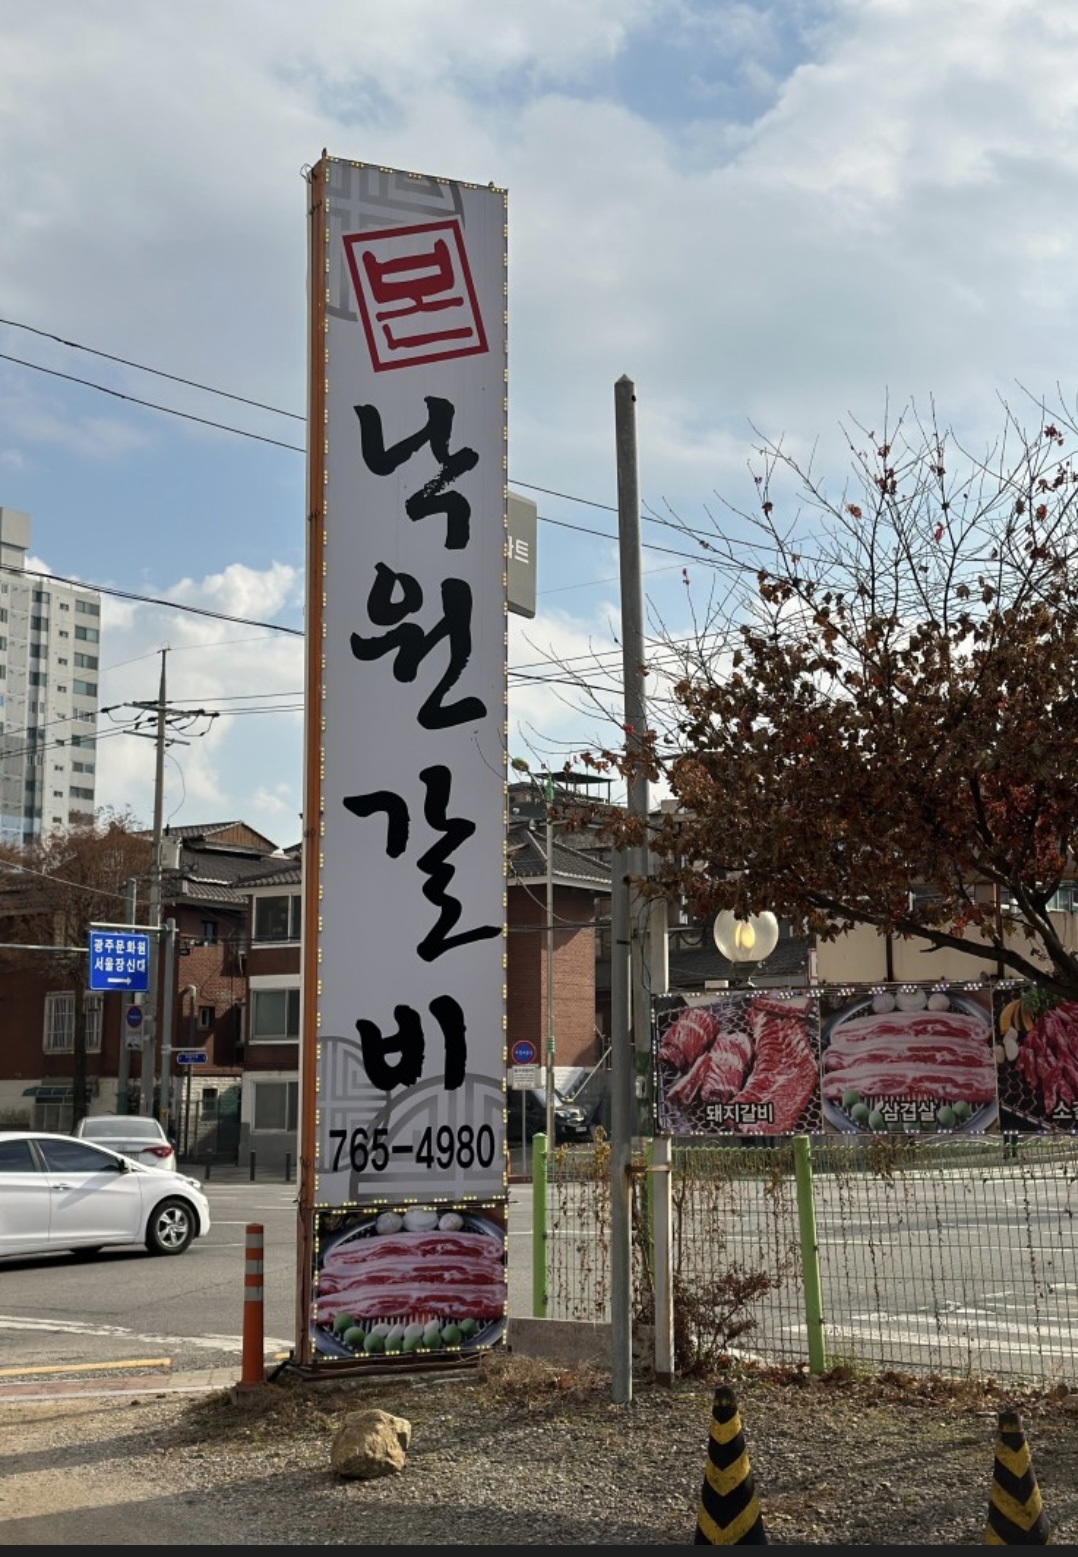 본
낙원갈비
765-4980
광주문화원
서울장신대
돼지갈비
삼겹살